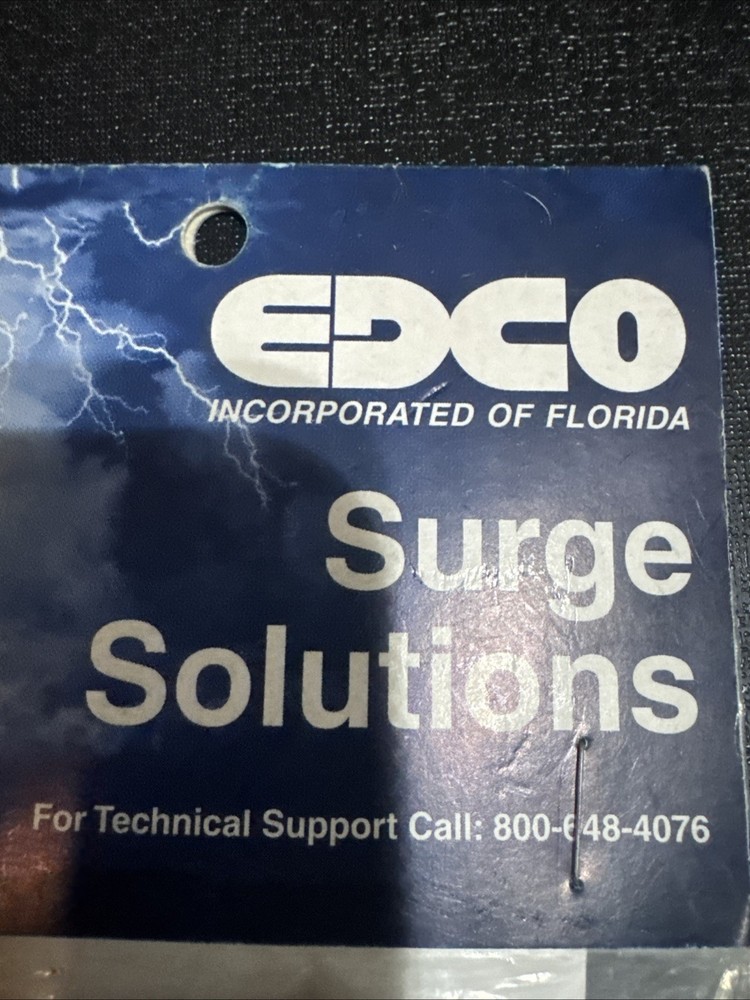 EDCO
INCORPORATED OF FLORIDA
Surge
Solutions
For Technical Support Call: 800-648-4076